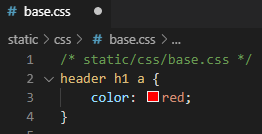 # base.css
static > css > # base.css > ...
1 /* static/css/base.css */
2 header h1 a {
3 color: red;
4 }